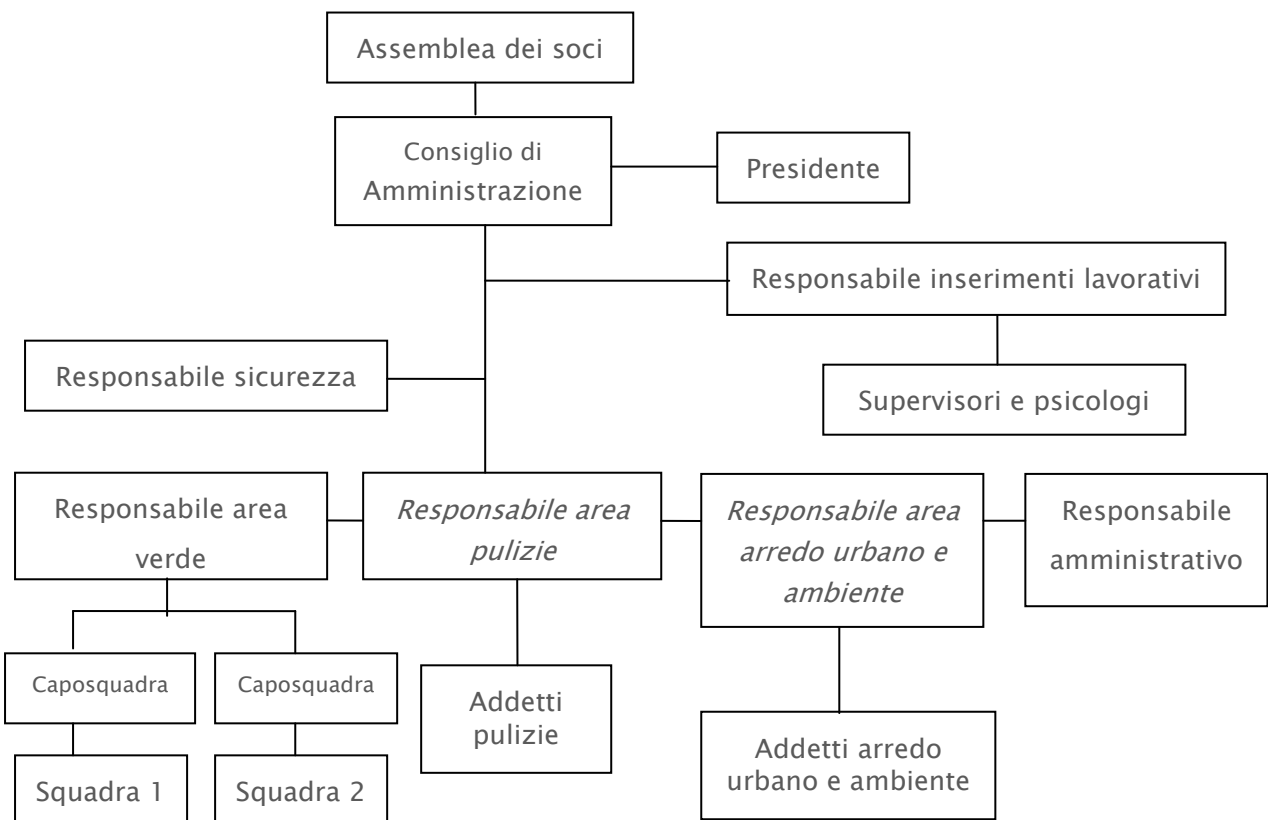 Assemblea dei soci
Consiglio di
Amministrazione
Presidente
Responsabile inserimenti lavorativi
Responsabile sicurezza
Supervisori e psicologi
Responsabile area
verde
Responsabile area
pulizie
Responsabile area
arredo urbano e
ambiente
Responsabile
amministrativo
Caposquadra
Caposquadra
Addetti
pulizie
Addetti arredo
urbano e ambiente
Squadra 1
Squadra 2